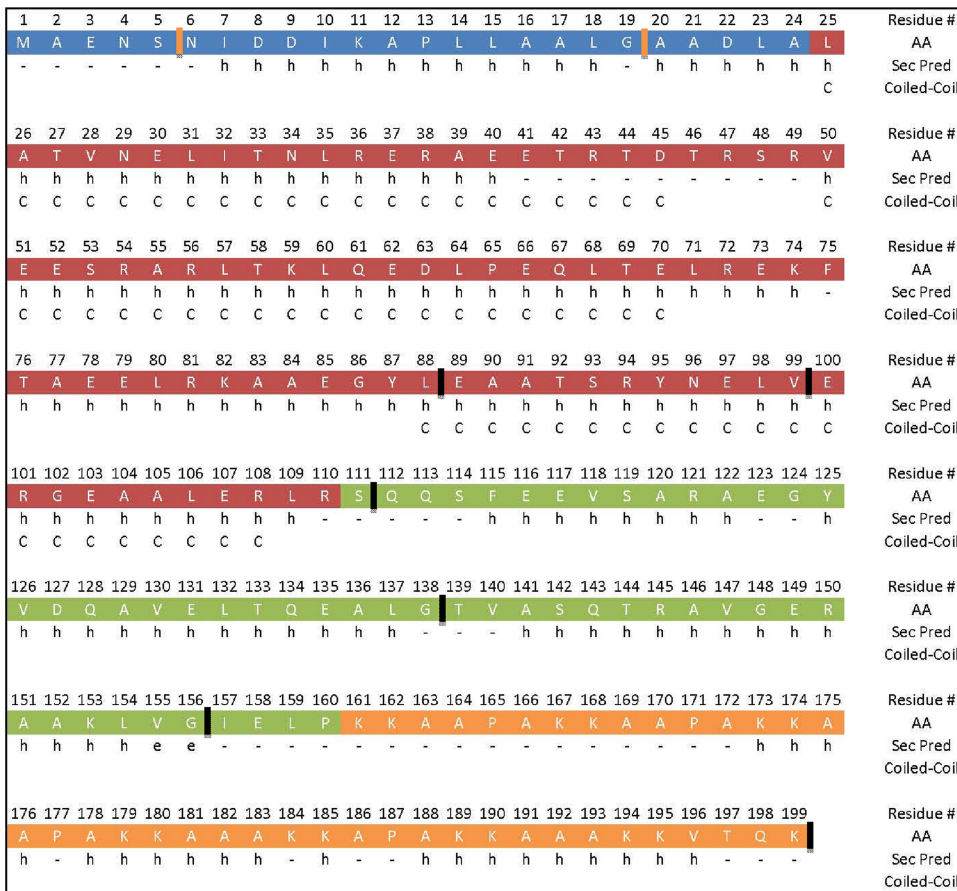 1 2 3 4 5 6 7 8 9 10 11 12 13 14 15 16 17 18 19 20 21 22 23 24 25 Residue #
M A E N S N I D D I K A P L L A A L G A A D L A L AA
- - - - - - h h h h h h h h h h h h - h h h h h h Sec Pred
C Coiled-Coil
26 27 28 29 30 31 32 33 34 35 36 37 38 39 40 41 42 43 44 45 46 47 48 49 50 Residue #
A T V N E L I T N L R E R A E E T R T D T R S R V AA
h h h h h h h h h h h h h h h - - - - - - - - - h Sec Pred
C C C C C C C C C C C C C C C C C C C C C Coiled-Coil
51 52 53 54 55 56 57 58 59 60 61 62 63 64 65 66 67 68 69 70 71 72 73 74 75 Residue #
E E S R A R L T K L Q E D L P E Q L T E L R E K F AA
h h h h h h h h h h h h h h h h h h h h h h h h - Sec Pred
C C C C C C C C C C C C C C C C C C C C Coiled-Coil
76 77 78 79 80 81 82 83 84 85 86 87 88 89 90 91 92 93 94 95 96 97 98 99 100 Residue #
T A E E L R K A A E G Y L E A A T S R Y N E L V E AA
h h h h h h h h h h h h h h h h h h h h h h h h h Sec Pred
C C C C C C C C C C C C C Coiled-Coil
101 102 103 104 105 106 107 108 109 110 111 112 113 114 115 116 117 118 119 120 121 122 123 124 125 Residue #
R G E A A L E R L R S Q Q S F E E V S A R A E G Y AA
h h h h h h h h h - - - - - h h h h h h h h - - h Sec Pred
C C C C C C C C Coiled-Coil
126 127 128 129 130 131 132 133 134 135 136 137 138 139 140 141 142 143 144 145 146 147 148 149 150 Residue #
V D Q A V E L T Q E A L G T V A S Q T R A V G E R AA
h h h h h h h h h h h h - - - h h h h h h h h h h Sec Pred
Coiled-Coil
151 152 153 154 155 156 157 158 159 160 161 162 163 164 165 166 167 168 169 170 171 172 173 174 175 Residue #
A A K L V G I E L P K K A A P A K K A A P A K K A AA
h h h h e e - - - - - - - - - - - - - - - - h h h Sec Pred
Coiled-Coil
176 177 178 179 180 181 182 183 184 185 186 187 188 189 190 191 192 193 194 195 196 197 198 199 Residue #
A P A K K A A A K K A P A K K A A A K K V T Q K AA
h - h h h h h h - h - - h h h h h h h h h - - - Sec Pred
Coiled-Coil